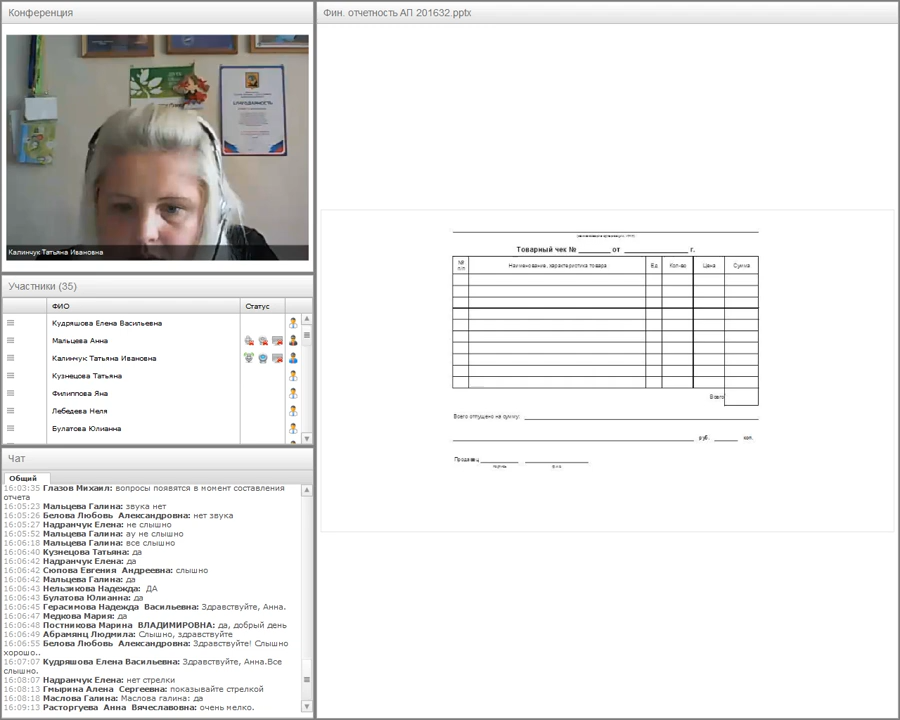 Конференция
БЛАГОДАРНОСТЬ
Калинчук Татьяна Ивановна
Участники (35)
ФИО
Статус
Кудряшова Елена Васильевна
Мальцева Анна
Калинчук Татьяна Ивановна
Кузнецова Татьяна
Филиппова Яна
Лебедева Неля
Булатова Юлианна
Чат
Общий
16:03:35 Глазов Михаил: вопросы появятся в момент составления
отчета
16:05:23 Мальцева Галина: звука нет
16:05:26 Белова Любовь Александровна: нет звука
16:05:27 Надранчук Елена: не слышно
16:05:52 Мальцева Галина: ау не слышно
16:06:18 Мальцева Галина: все слышно
16:06:40 Кузнецова Татьяна: да
16:06:42 Надранчук Елена: да
16:06:42 Сюпова Евгения Андреевна: слышно
16:06:42 Мальцева Галина: да
16:06:43 Нельзикова Надежда: ДА
16:06:43 Булатова Юлианна: да
16:06:45 Герасимова Надежда Васильевна: Здравствуйте, Анна.
16:06:47 Медкова Мария: да
16:06:48 Постникова Марина ВЛАДИМИРОВНА: да, добрый день
16:06:49 Абрамянц Людмила: Слышно, здравствуйте
16:06:55 Белова Любовь Александровна: Здравствуйте! Слышно
хорошо..
16:07:07 Кудряшова Елена Васильевна: Здравствуйте, Анна.Все
слышно.
16:08:07 Надранчук Елена: нет стрелки
16:08:13 Гмырина Алена Сергеевна: показывайте стрелкой
16:08:18 Маслова Галина: Маслова галина: да
16:09:13 Расторгуева Анна Вячеславовна: очень мелко.
Фин. отчетность АП 201632.pptx
Товарный чек № ________ от ______________ г.
№ п/п
Наименование, характеристика товара
Ед
Кол-во
Цена
Сумма
Всего
Всего отпущено на сумму:
руб. ______ коп.
Продавец